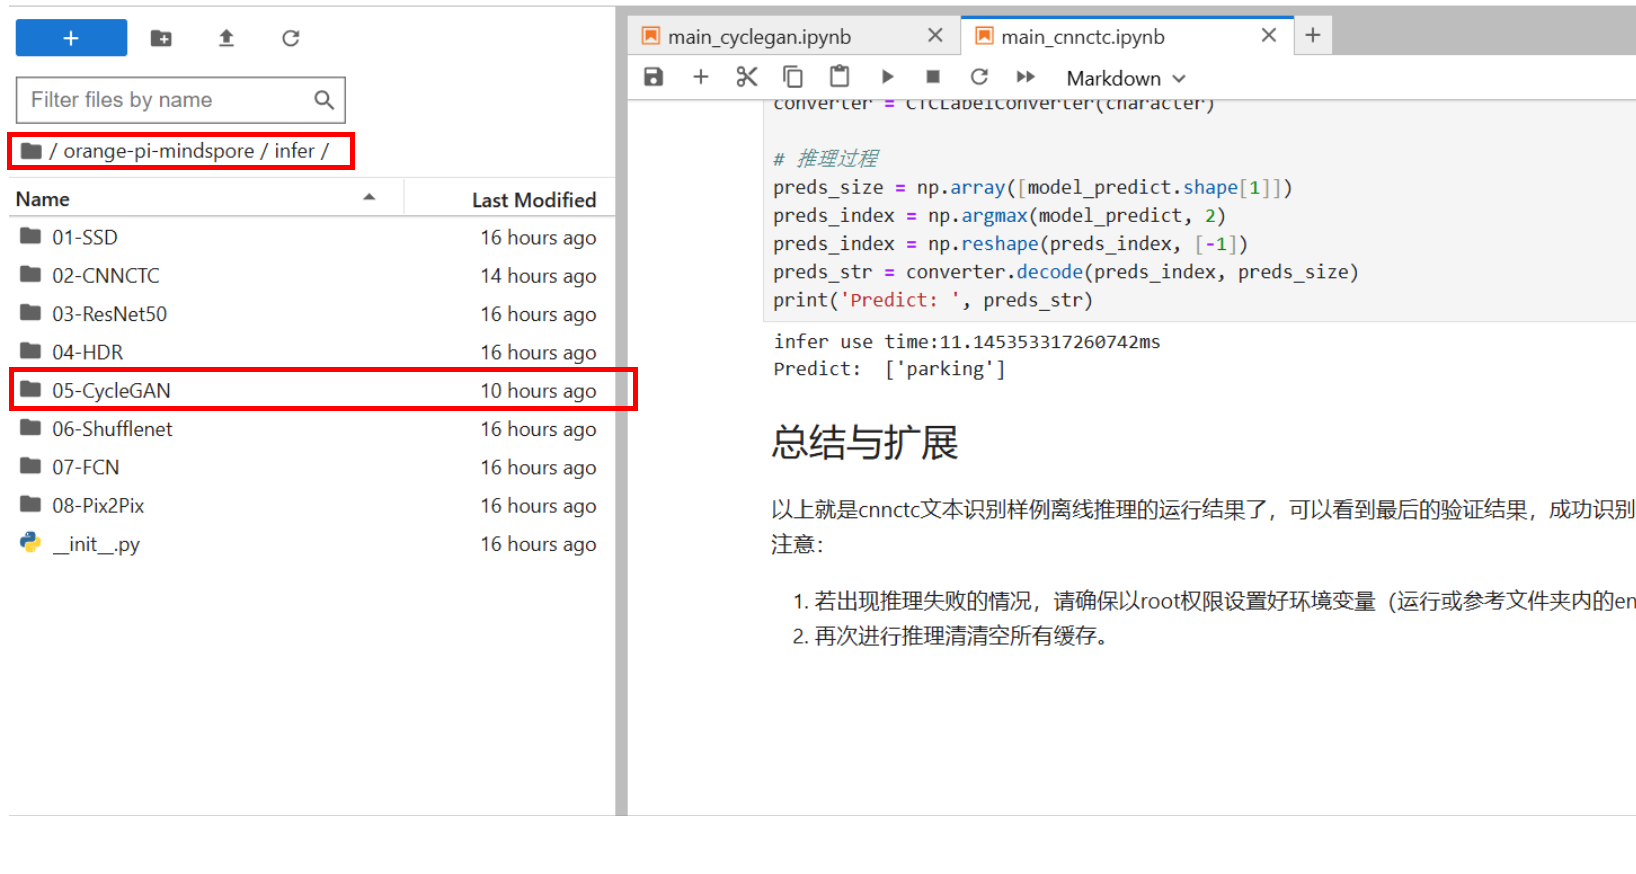 Filter files by name
/ orange-pi-mindspore / infer /
Name Last Modified
01-SSD 16 hours ago
02-CNNCTC 14 hours ago
03-ResNet50 16 hours ago
04-HDR 16 hours ago
05-CycleGAN 10 hours ago
06-Shufflenet 16 hours ago
07-FCN 16 hours ago
08-Pix2Pix 16 hours ago
__init__.py 16 hours ago
main_cyclegan.ipynb main_cnnctc.ipynb
Markdown
converter = CTCLabelConverter(character)
# 推理过程
preds_size = np.array([model_predict.shape[1]])
preds_index = np.argmax(model_predict, 2)
preds_index = np.reshape(preds_index, [-1])
preds_str = converter.decode(preds_index, preds_size)
print('Predict: ', preds_str)
infer use time:11.145353317260742ms
Predict: ['parking']
总结与扩展
以上就是cnnctc文本识别样例离线推理的运行结果了，可以看到最后的验证结果，成功识别
注意：
1. 若出现推理失败的情况，请确保以root权限设置好环境变量（运行或参考文件夹内的en
2. 再次进行推理清清空所有缓存。